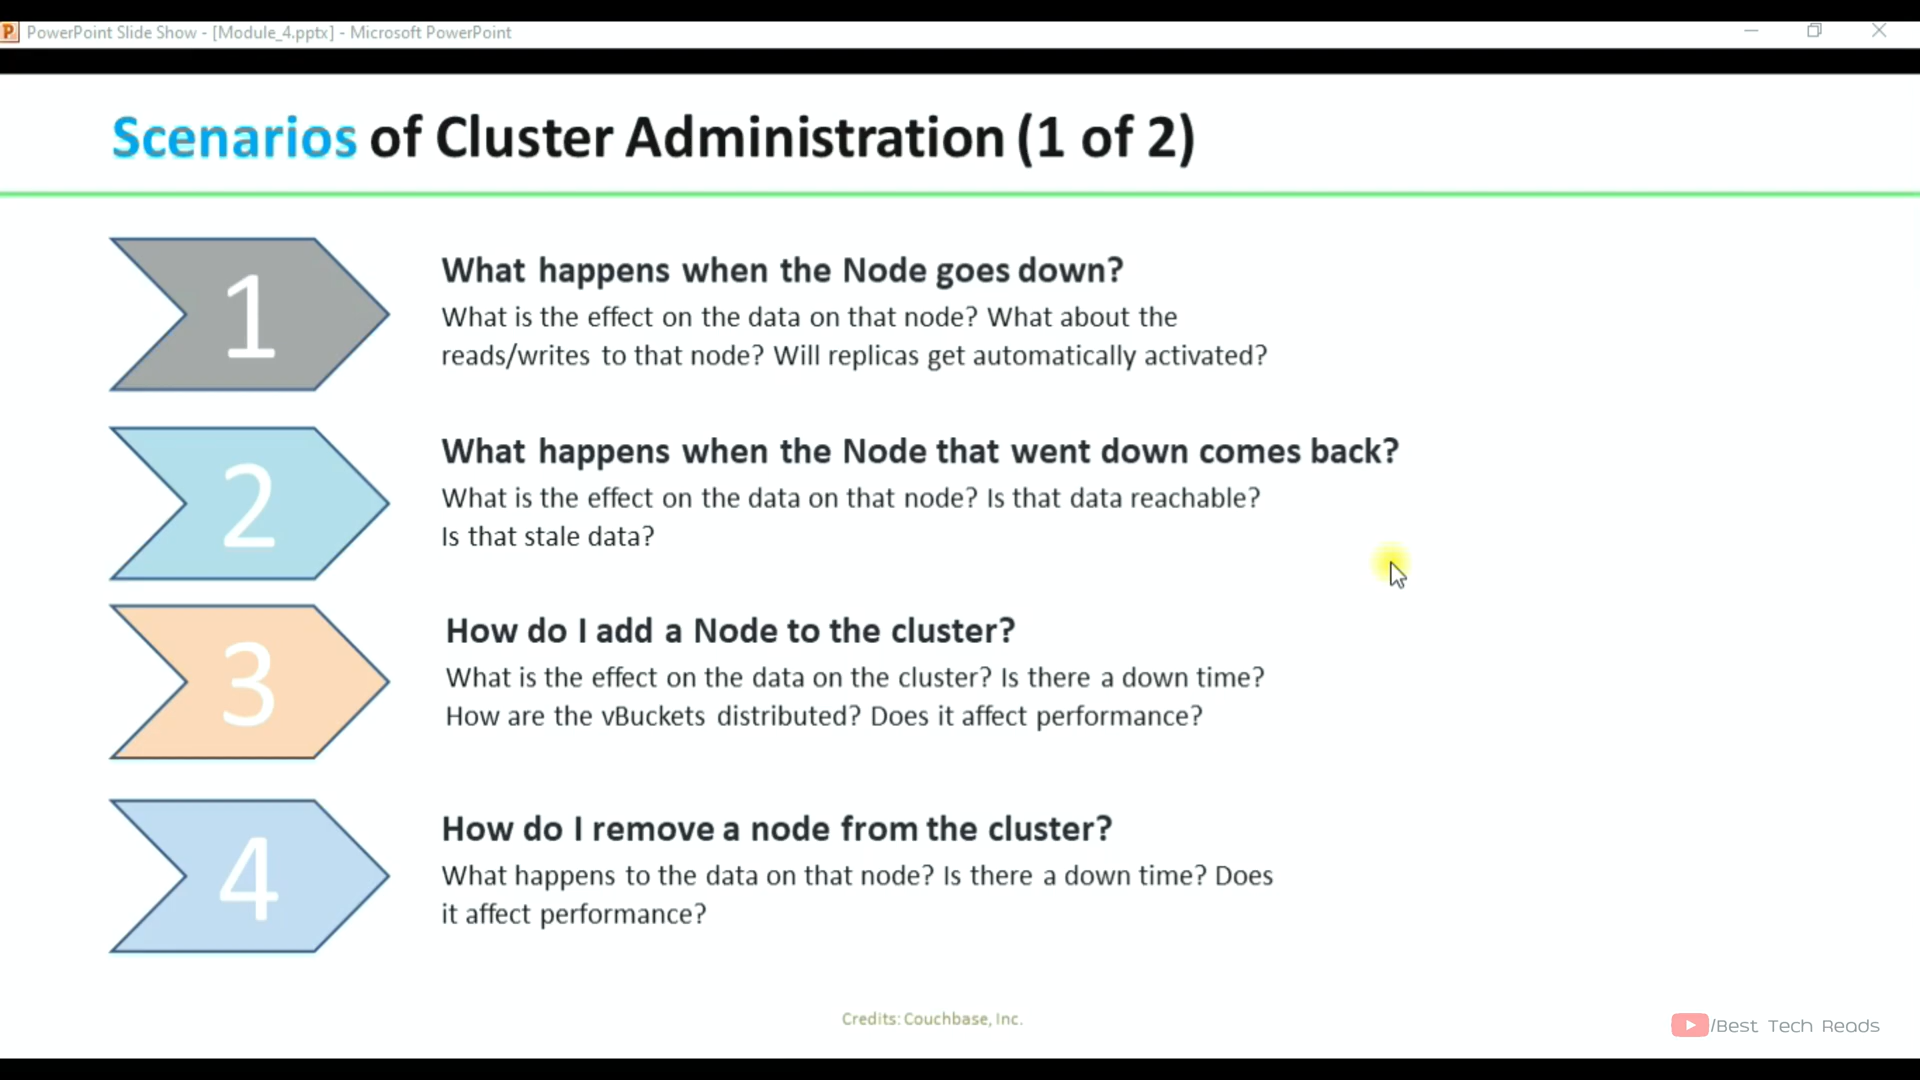 PowerPoint Slide Show - [Module_4.pptx] - Microsoft PowerPoint
Scenarios of Cluster Administration (1 of 2)
1
What happens when the Node goes down?
What is the effect on the data on that node? What about the
reads/writes to that node? Will replicas get automatically activated?
2
What happens when the Node that went down comes back?
What is the effect on the data on that node? Is that data reachable?
Is that stale data?
3
How do I add a Node to the cluster?
What is the effect on the data on the cluster? Is there a down time?
How are the vBuckets distributed? Does it affect performance?
4
How do I remove a node from the cluster?
What happens to the data on that node? Is there a down time? Does
it affect performance?
Credits: Couchbase, Inc.
/Best Tech Reads